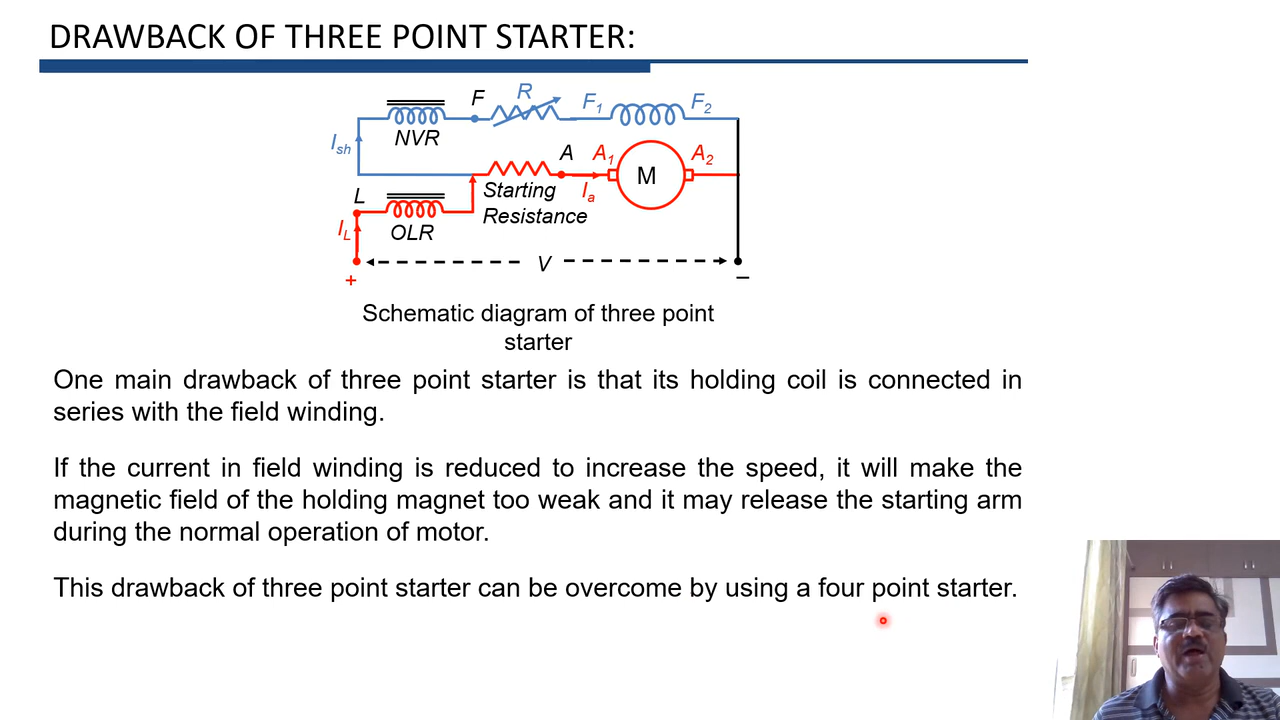 DRAWBACK OF THREE POINT STARTER:
F R F1 F2
Ish NVR
A A1 M A2
L Starting Ia
Resistance
IL OLR
V
+ –
Schematic diagram of three point
starter
One main drawback of three point starter is that its holding coil is connected in
series with the field winding.
If the current in field winding is reduced to increase the speed, it will make the
magnetic field of the holding magnet too weak and it may release the starting arm
during the normal operation of motor.
This drawback of three point starter can be overcome by using a four point starter.